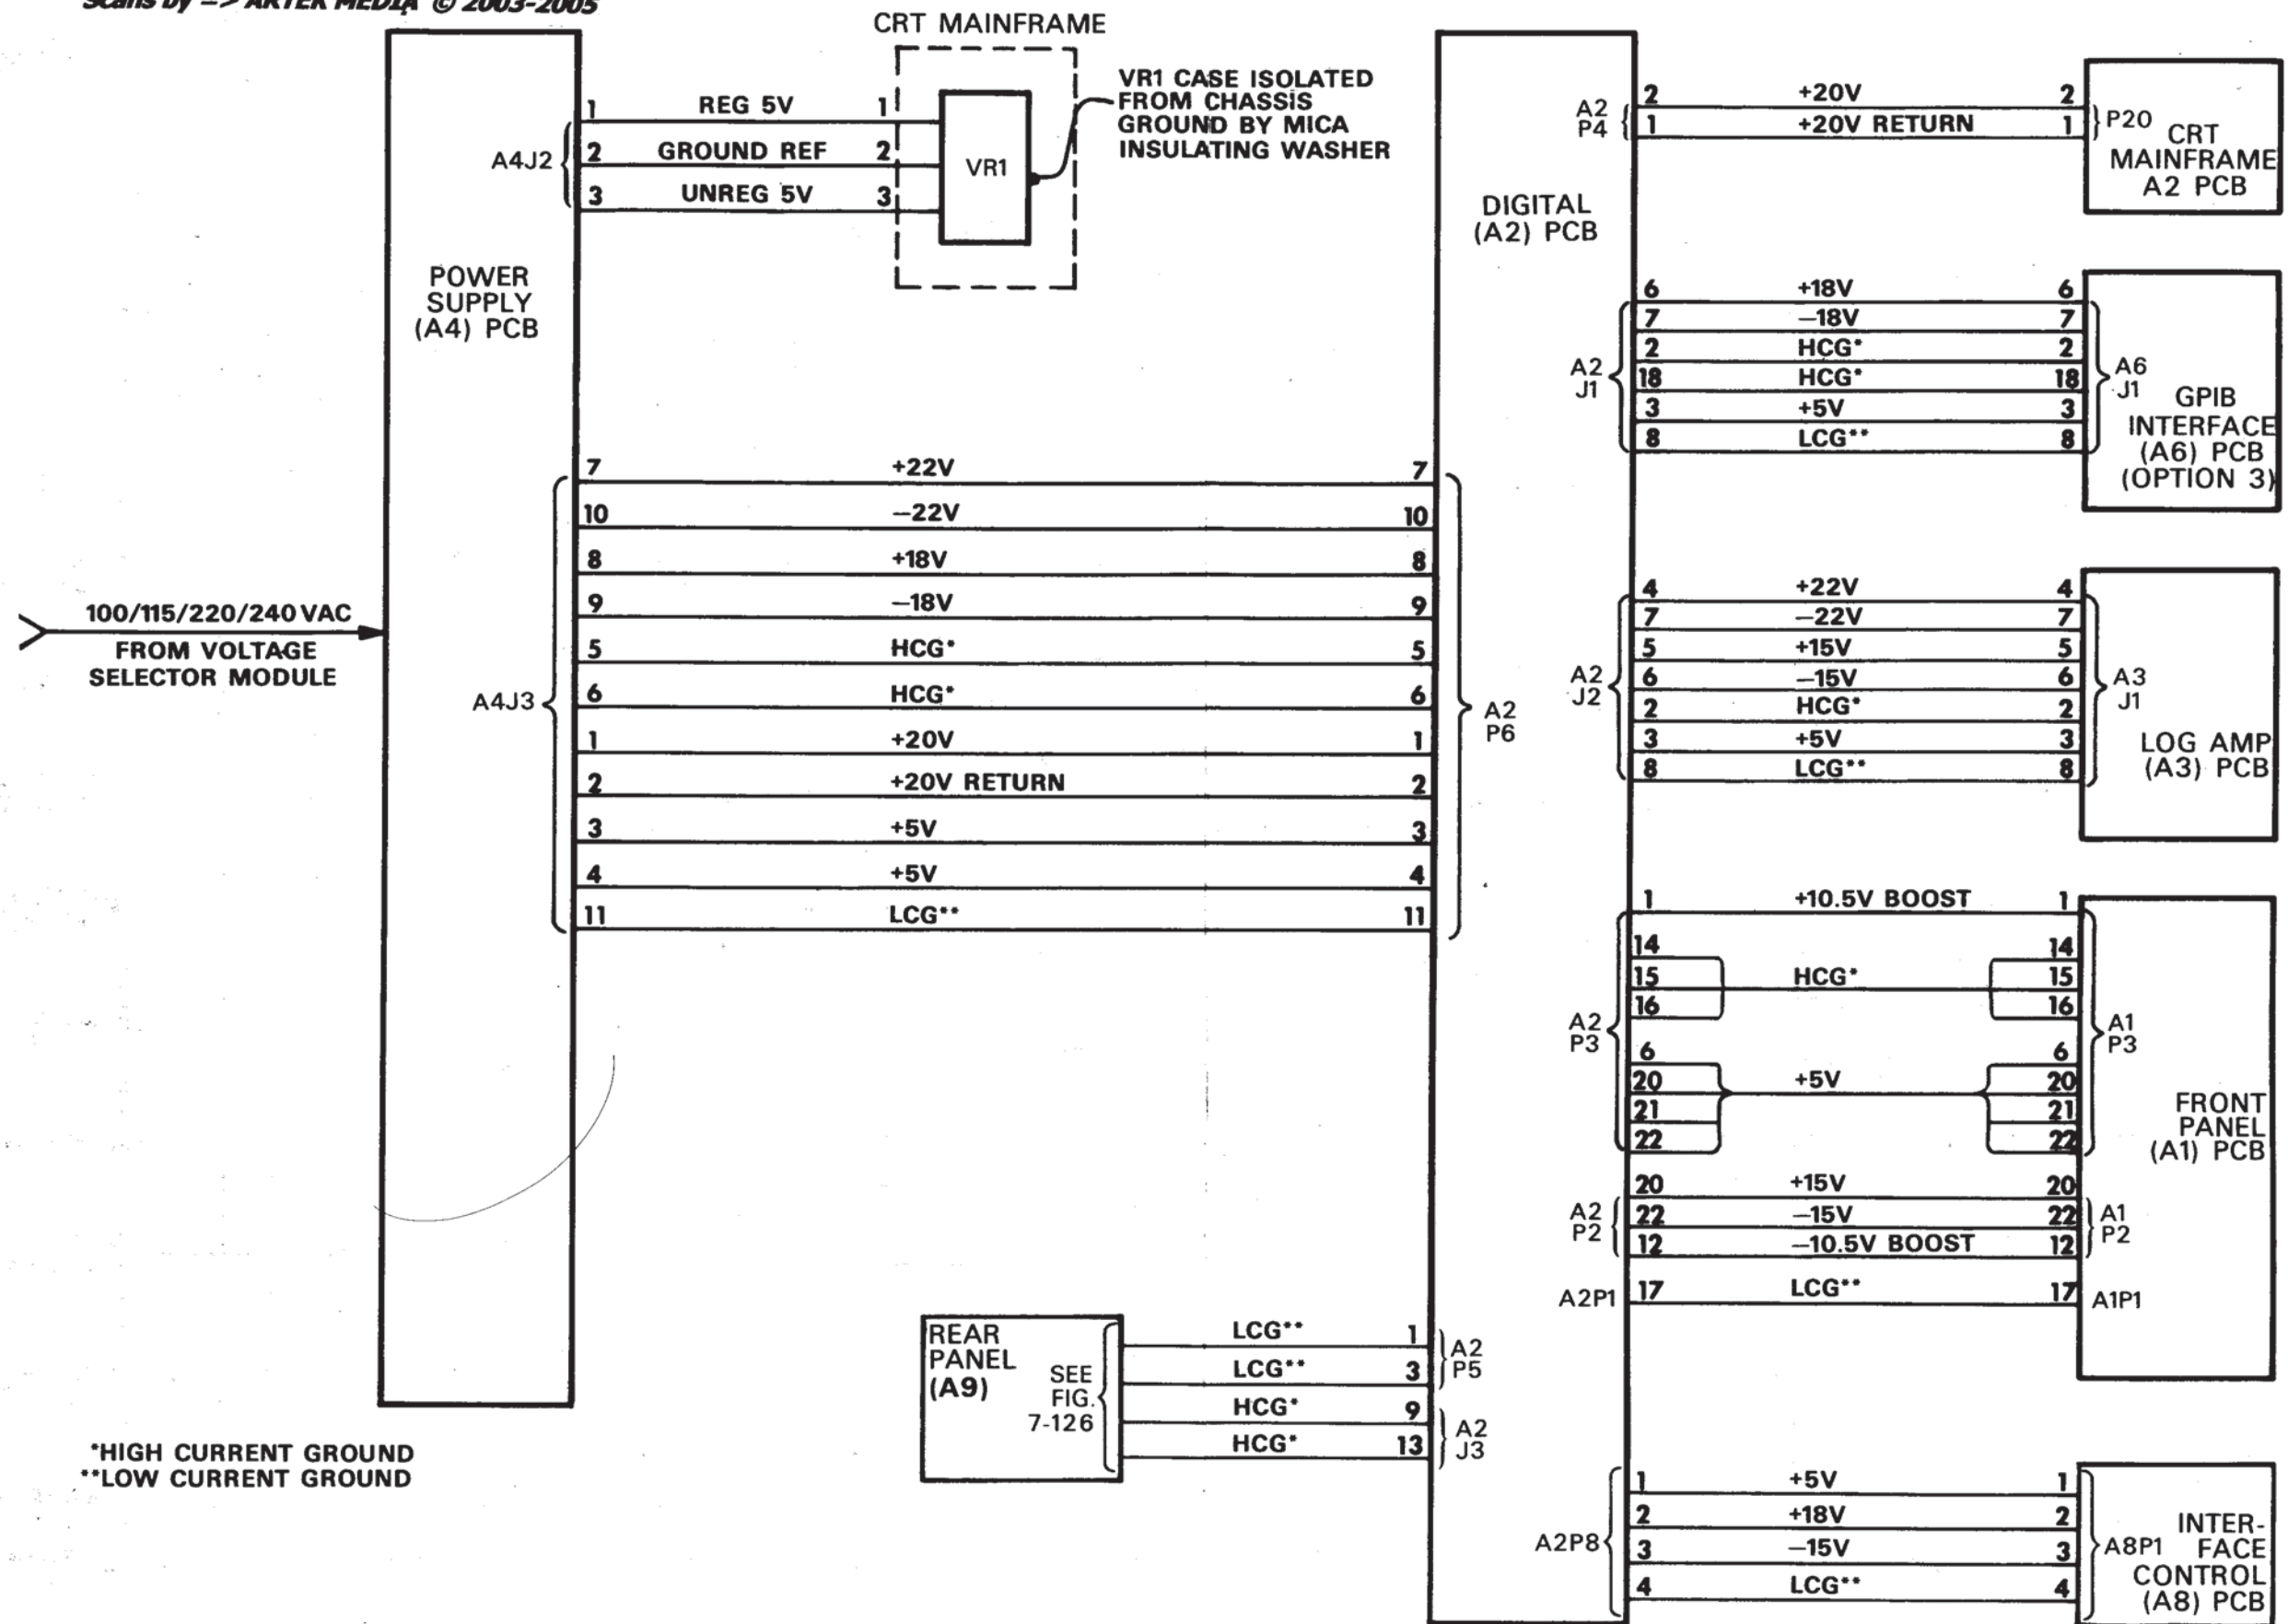 Scans by => ARTEK MEDIA © 2003-2005
CRT MAINFRAME
VR1 CASE ISOLATED
FROM CHASSIS
GROUND BY MICA
INSULATING WASHER
A4J2
1 REG 5V 1
2 GROUND REF 2
3 UNREG 5V 3
VR1
POWER
SUPPLY
(A4) PCB
100/115/220/240 VAC
FROM VOLTAGE
SELECTOR MODULE
A4J3
7 +22V 7
10 –22V 10
8 +18V 8
9 –18V 9
5 HCG* 5
6 HCG* 6
1 +20V 1
2 +20V RETURN 2
3 +5V 3
4 +5V 4
11 LCG** 11
A2
P6
DIGITAL
(A2) PCB
A2
P4
2 +20V 2
1 +20V RETURN 1
P20
CRT
MAINFRAME
A2 PCB
A2
J1
6 +18V 6
7 –18V 7
2 HCG* 2
18 HCG* 18
3 +5V 3
8 LCG** 8
A6
J1
GPIB
INTERFACE
(A6) PCB
(OPTION 3)
A2
J2
4 +22V 4
7 –22V 7
5 +15V 5
6 –15V 6
2 HCG* 2
3 +5V 3
8 LCG** 8
A3
J1
LOG AMP
(A3) PCB
A2
P3
1 +10.5V BOOST 1
14 14
15 HCG* 15
16 16
6 6
20 +5V 20
21 21
22 22
A1
P3
FRONT
PANEL
(A1) PCB
A2
P2
20 +15V 20
22 –15V 22
12 –10.5V BOOST 12
A1
P2
A2P1 17 LCG** 17 A1P1
REAR
PANEL
(A9)
SEE
FIG.
7-126
LCG** 1
LCG** 3
A2
P5
HCG* 9
HCG* 13
A2
J3
A2P8
1 +5V 1
2 +18V 2
3 –15V 3
4 LCG** 4
A8P1
INTER-
FACE
CONTROL
(A8) PCB
*HIGH CURRENT GROUND
**LOW CURRENT GROUND